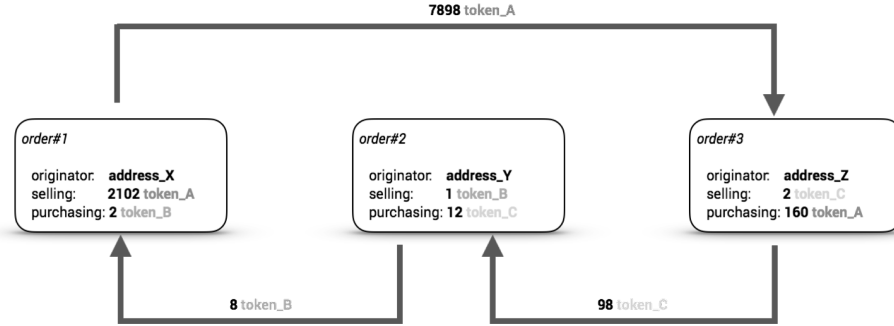 7898 token_A
order#1
originator: address_X
selling: 2102 token_A
purchasing: 2 token_B
order#2
originator: address_Y
selling: 1 token_B
purchasing: 12 token_C
order#3
originator: address_Z
selling: 2 token_C
purchasing: 160 token_A
8 token_B
98 token_C